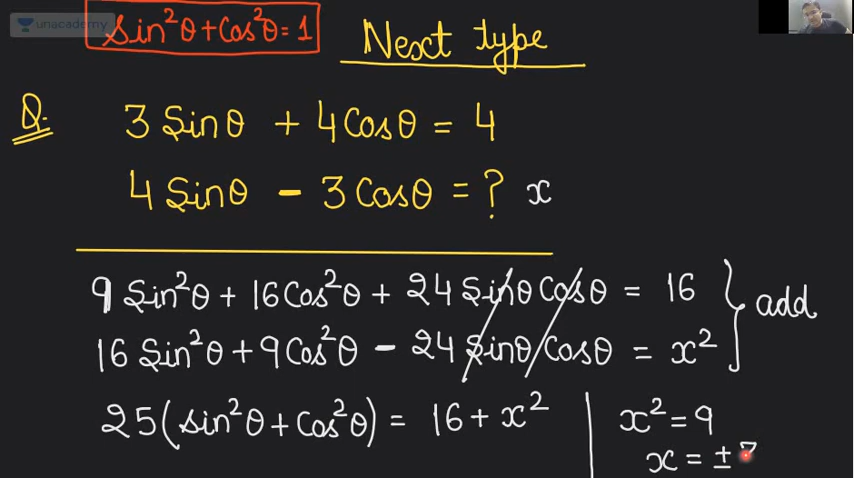 unacademy
Sin²θ + Cos²θ = 1
Next type
Q.
3 Sinθ + 4 Cosθ = 4
4 Sinθ - 3 Cosθ = ? x
9 Sin²θ + 16 Cos²θ + 24 Sinθ Cosθ = 16
16 Sin²θ + 9 Cos²θ - 24 Sinθ Cosθ = x²
add
25 (Sin²θ + Cos²θ) = 16 + x²
x² = 9
x = ±